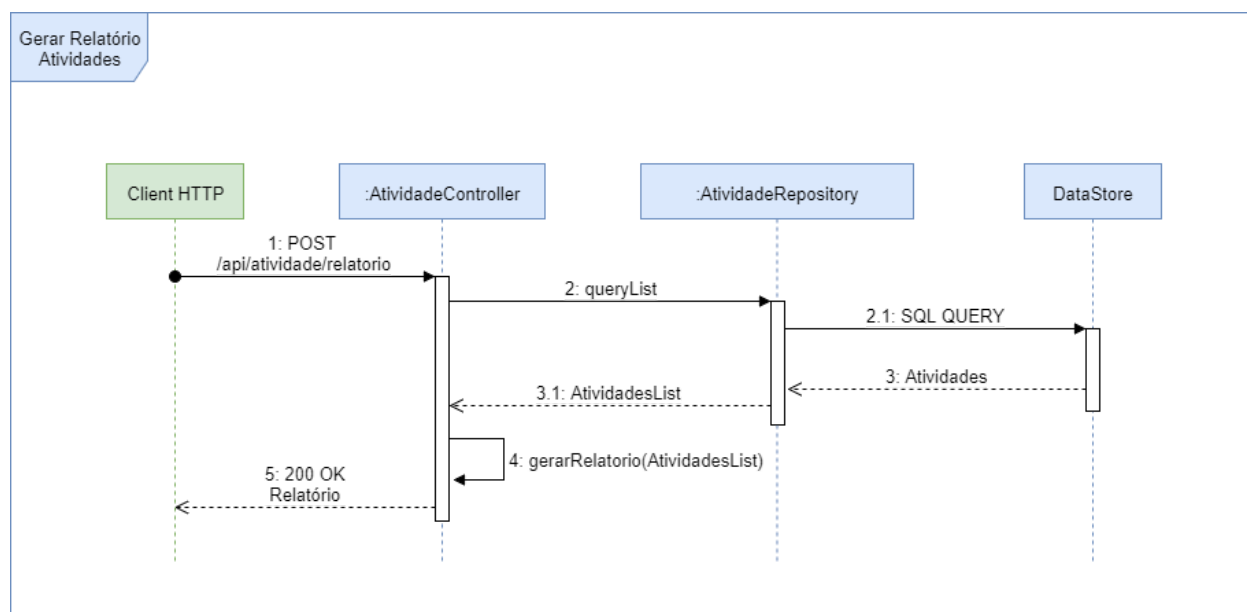 Gerar Relatório
Atividades
Client HTTP
:AtividadeController
:AtividadeRepository
DataStore
1: POST
/api/atividade/relatorio
2: queryList
2.1: SQL QUERY
3: Atividades
3.1: AtividadesList
4: gerarRelatorio(AtividadesList)
5: 200 OK
Relatório